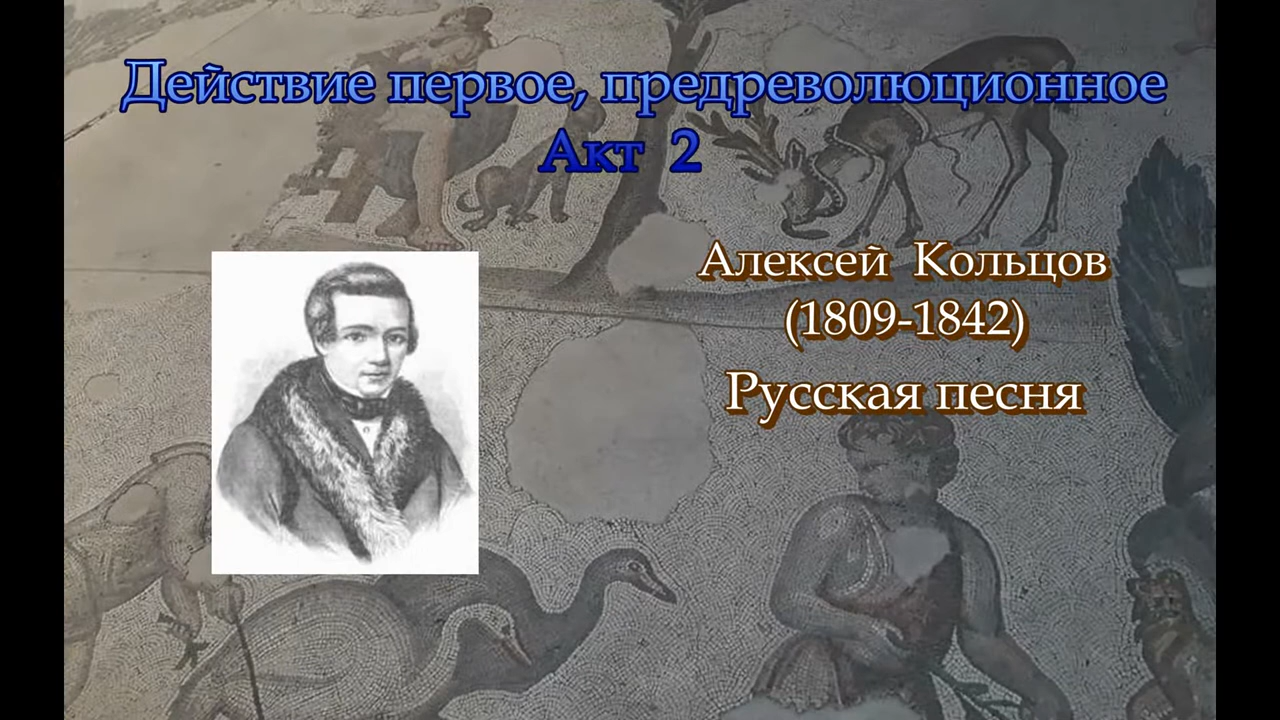 Действие первое, предреволюционное
Акт 2
Алексей Кольцов
(1809-1842)
Русская песня